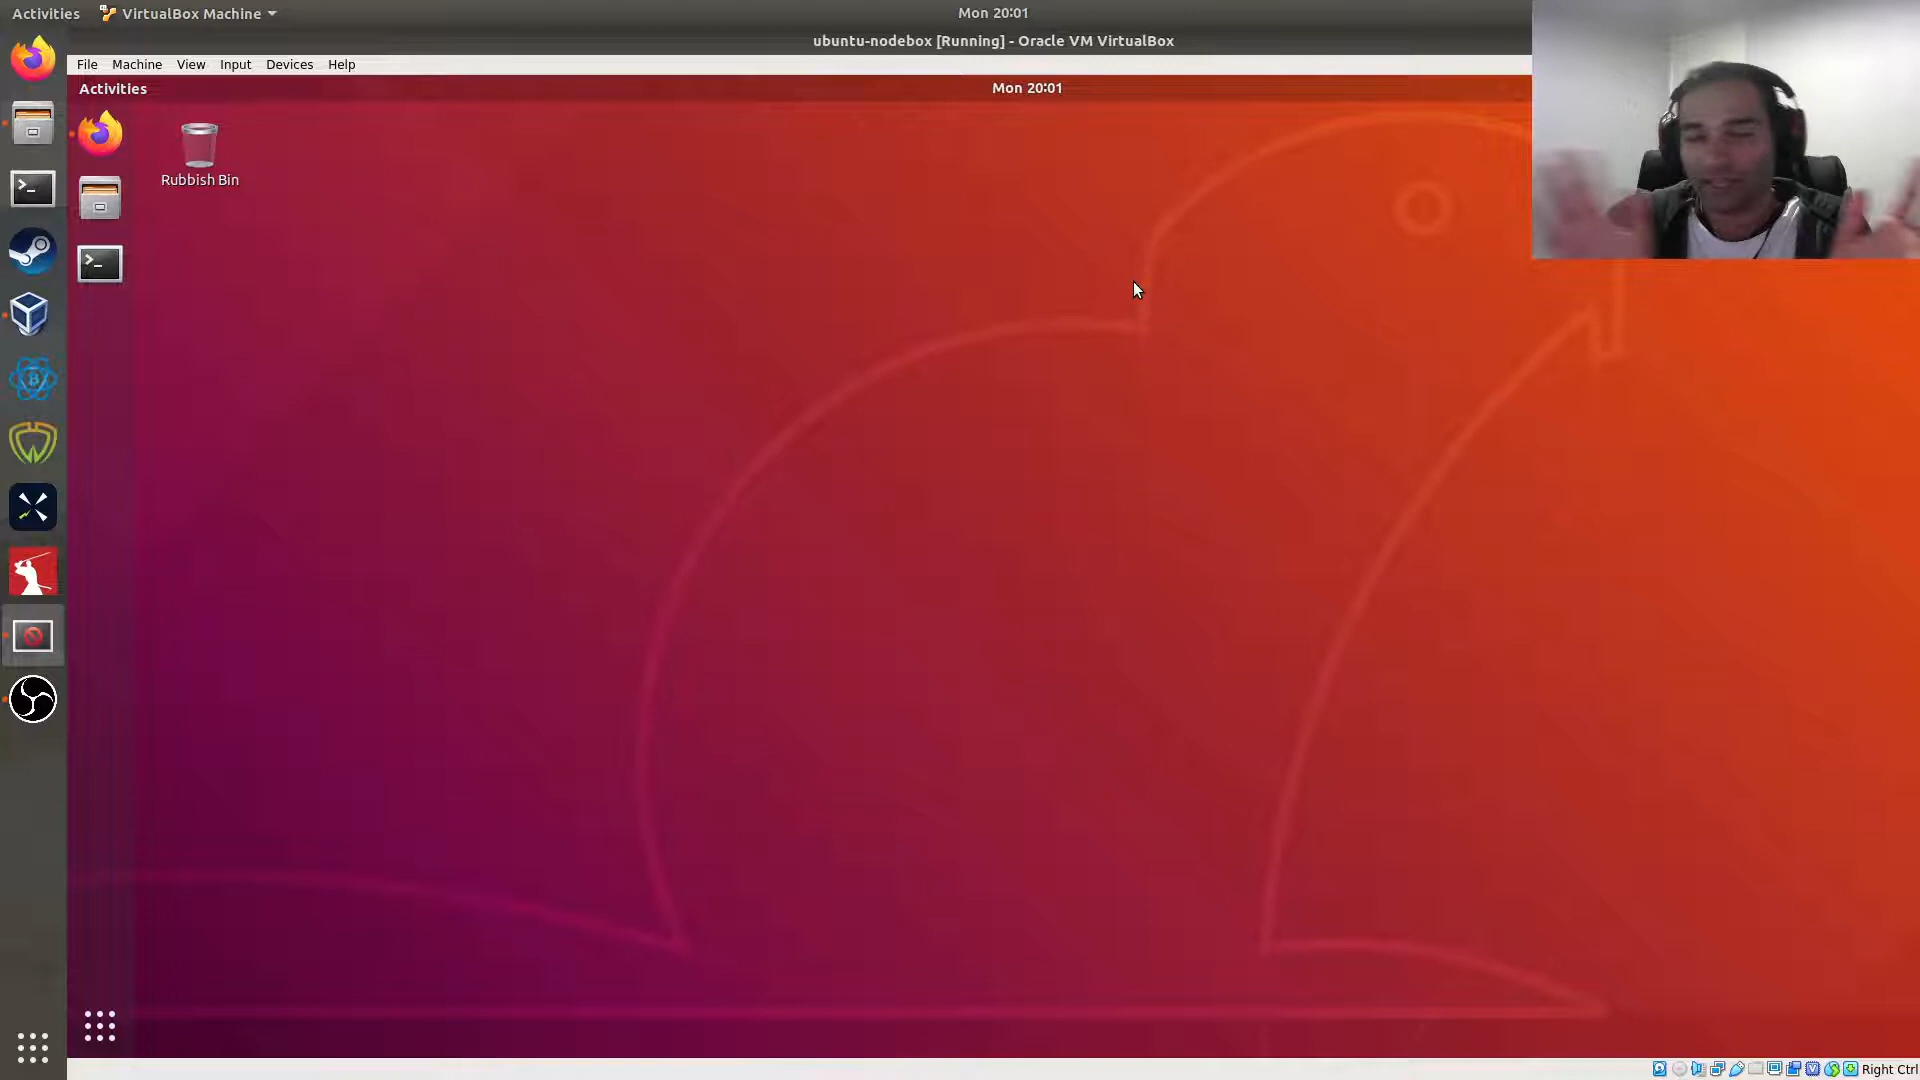 Activities VirtualBox Machine Mon 20:01
ubuntu-nodebox [Running] - Oracle VM VirtualBox
File Machine View Input Devices Help
Activities Mon 20:01
Rubbish Bin
Right Ctrl